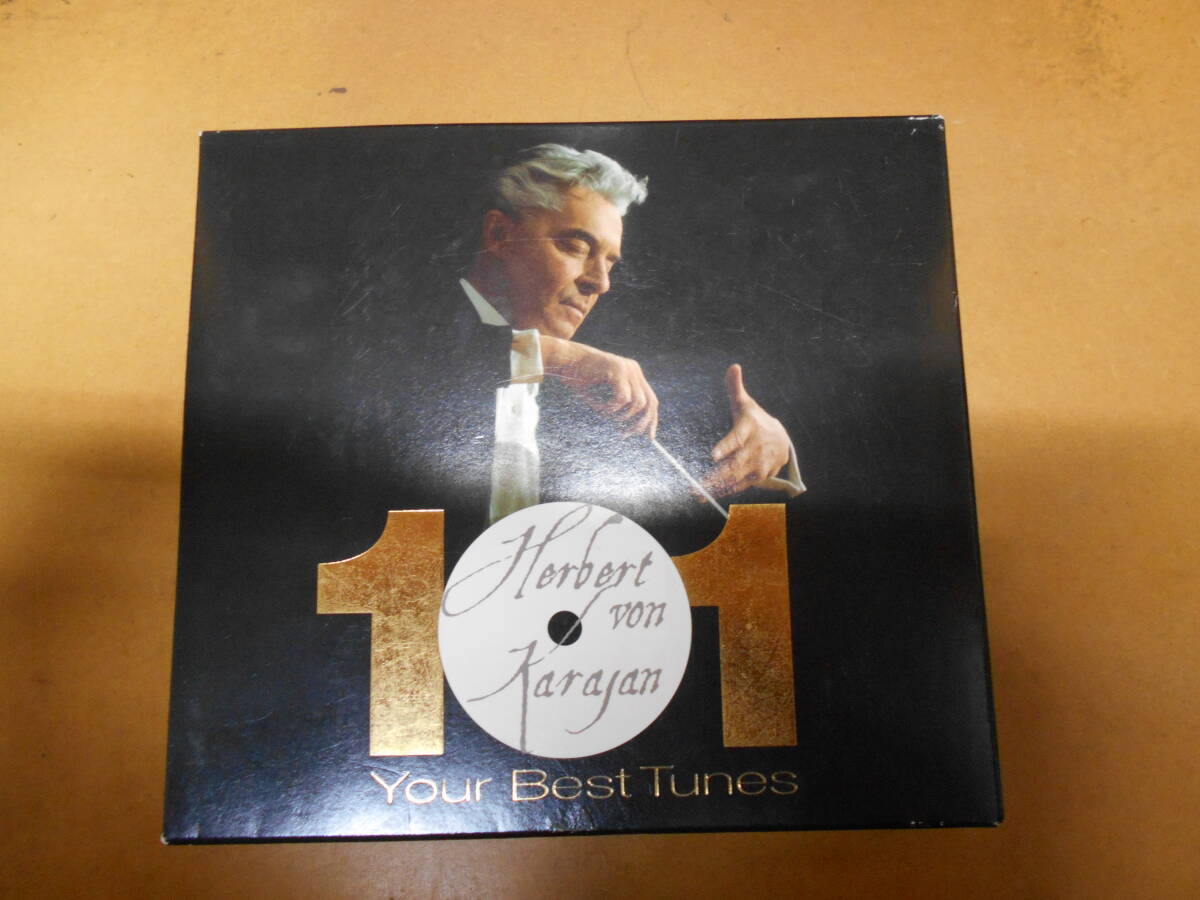 101
Herbert
von
Karajan
Your Best Tunes